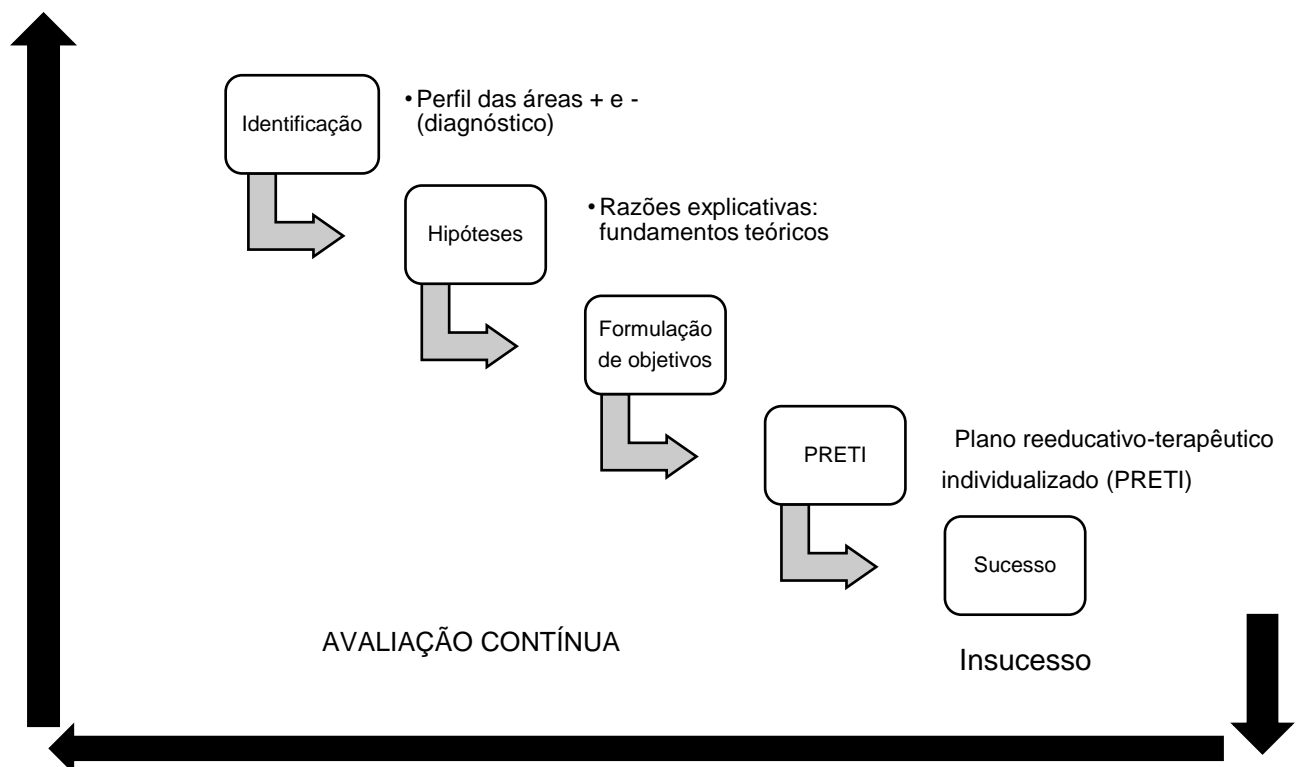 Identificação
• Perfil das áreas + e -
(diagnóstico)
Hipóteses
• Razões explicativas:
fundamentos teóricos
Formulação
de objetivos
PRETI
Plano reeducativo-terapêutico
individualizado (PRETI)
Sucesso
AVALIAÇÃO CONTÍNUA
Insucesso